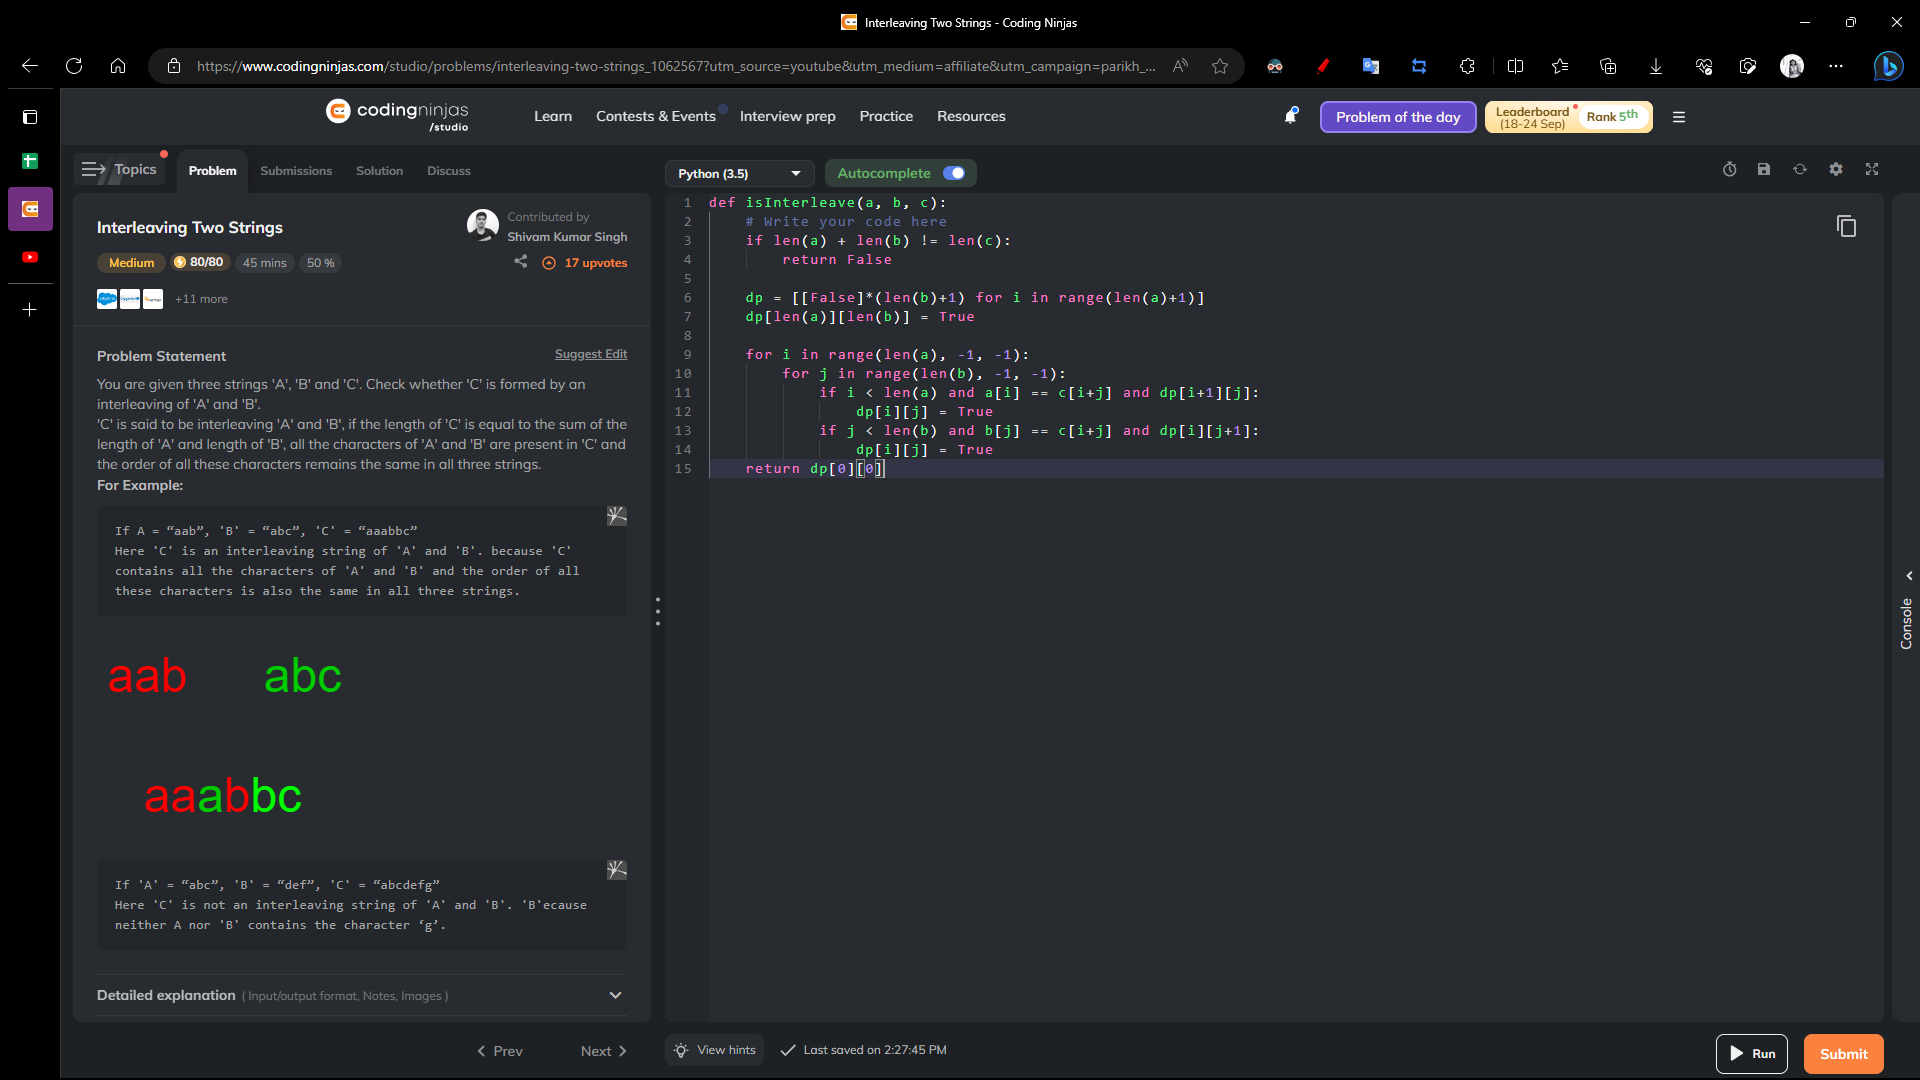 Interleaving Two Strings - Coding Ninjas
https://www.codingninjas.com/studio/problems/interleaving-two-strings_1062567?utm_source=youtube&utm_medium=affiliate&utm_campaign=parikh_...
codingninjas
/studio
Learn
Contests & Events
Interview prep
Practice
Resources
Problem of the day
Leaderboard
(18-24 Sep)
Rank 5th
Topics
Problem
Submissions
Solution
Discuss
Interleaving Two Strings
Contributed by
Shivam Kumar Singh
Medium
80/80
45 mins
50 %
17 upvotes
+11 more
Problem Statement
Suggest Edit
You are given three strings 'A', 'B' and 'C'. Check whether 'C' is formed by an
interleaving of 'A' and 'B'.
'C' is said to be interleaving 'A' and 'B', if the length of 'C' is equal to the sum of the
length of 'A' and length of 'B', all the characters of 'A' and 'B' are present in 'C' and
the order of all these characters remains the same in all three strings.
For Example:
If A = “aab”, 'B' = “abc”, 'C' = “aaabbc”
Here 'C' is an interleaving string of 'A' and 'B'. because 'C'
contains all the characters of 'A' and 'B' and the order of all
these characters is also the same in all three strings.
aab abc
aaabbc
If 'A' = “abc”, 'B' = “def”, 'C' = “abcdefg”
Here 'C' is not an interleaving string of 'A' and 'B'. 'B'ecause
neither A nor 'B' contains the character ‘g’.
Detailed explanation ( Input/output format, Notes, Images )
Prev
Next
Python (3.5)
Autocomplete
1 def isInterleave(a, b, c):
2     # Write your code here
3     if len(a) + len(b) != len(c):
4         return False
5
6     dp = [[False]*(len(b)+1) for i in range(len(a)+1)]
7     dp[len(a)][len(b)] = True
8
9     for i in range(len(a), -1, -1):
10         for j in range(len(b), -1, -1):
11             if i < len(a) and a[i] == c[i+j] and dp[i+1][j]:
12                 dp[i][j] = True
13             if j < len(b) and b[j] == c[i+j] and dp[i][j+1]:
14                 dp[i][j] = True
15     return dp[0][0]
Console
View hints
Last saved on 2:27:45 PM
Run
Submit